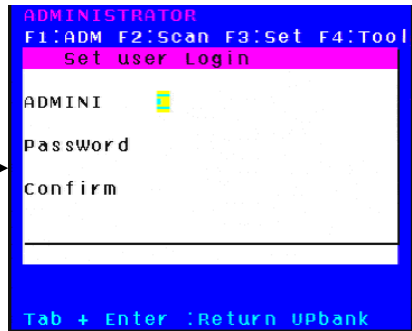 ADMINISTRATOR
F1:ADM F2:Scan F3:Set F4:Tool
Set user Login
ADMINI
PassWord
Confirm
Tab + Enter :Return UPbank